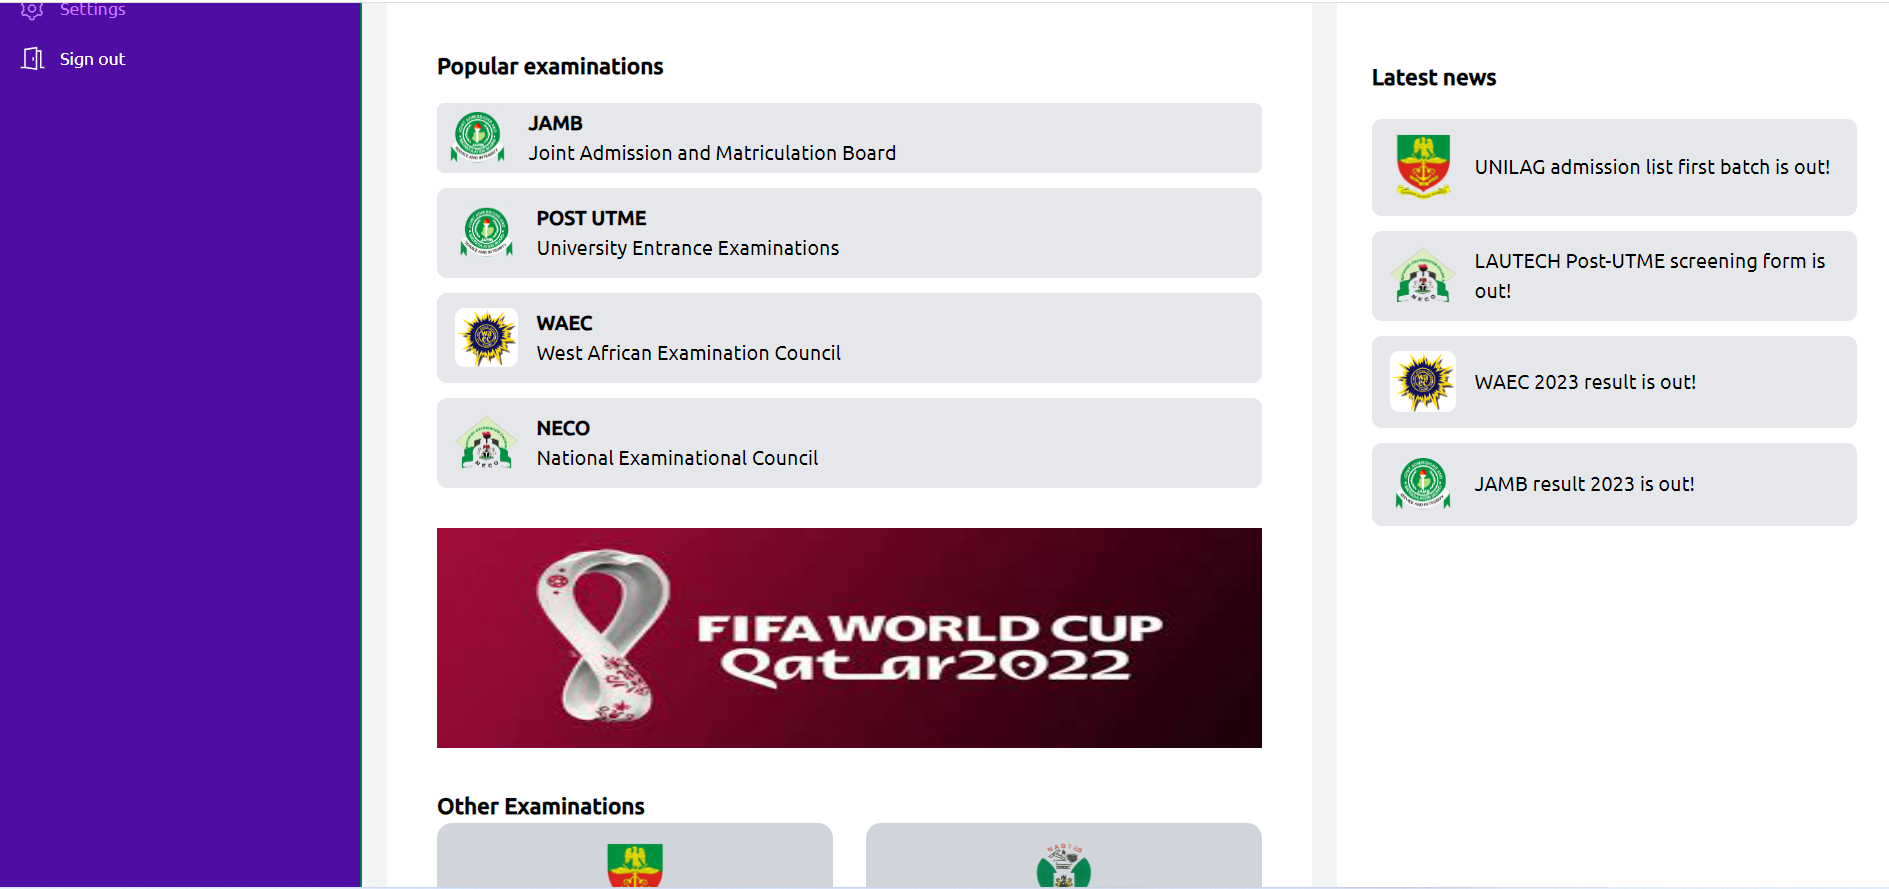 Settings
Sign out
Popular examinations
JAMB
Joint Admission and Matriculation Board
POST UTME
University Entrance Examinations
WAEC
West African Examination Council
NECO
National Examinational Council
FIFA WORLD CUP
Qatar2022
Other Examinations
NABTEB
Latest news
UNILAG admission list first batch is out!
LAUTECH Post-UTME screening form is
out!
WAEC 2023 result is out!
JAMB result 2023 is out!